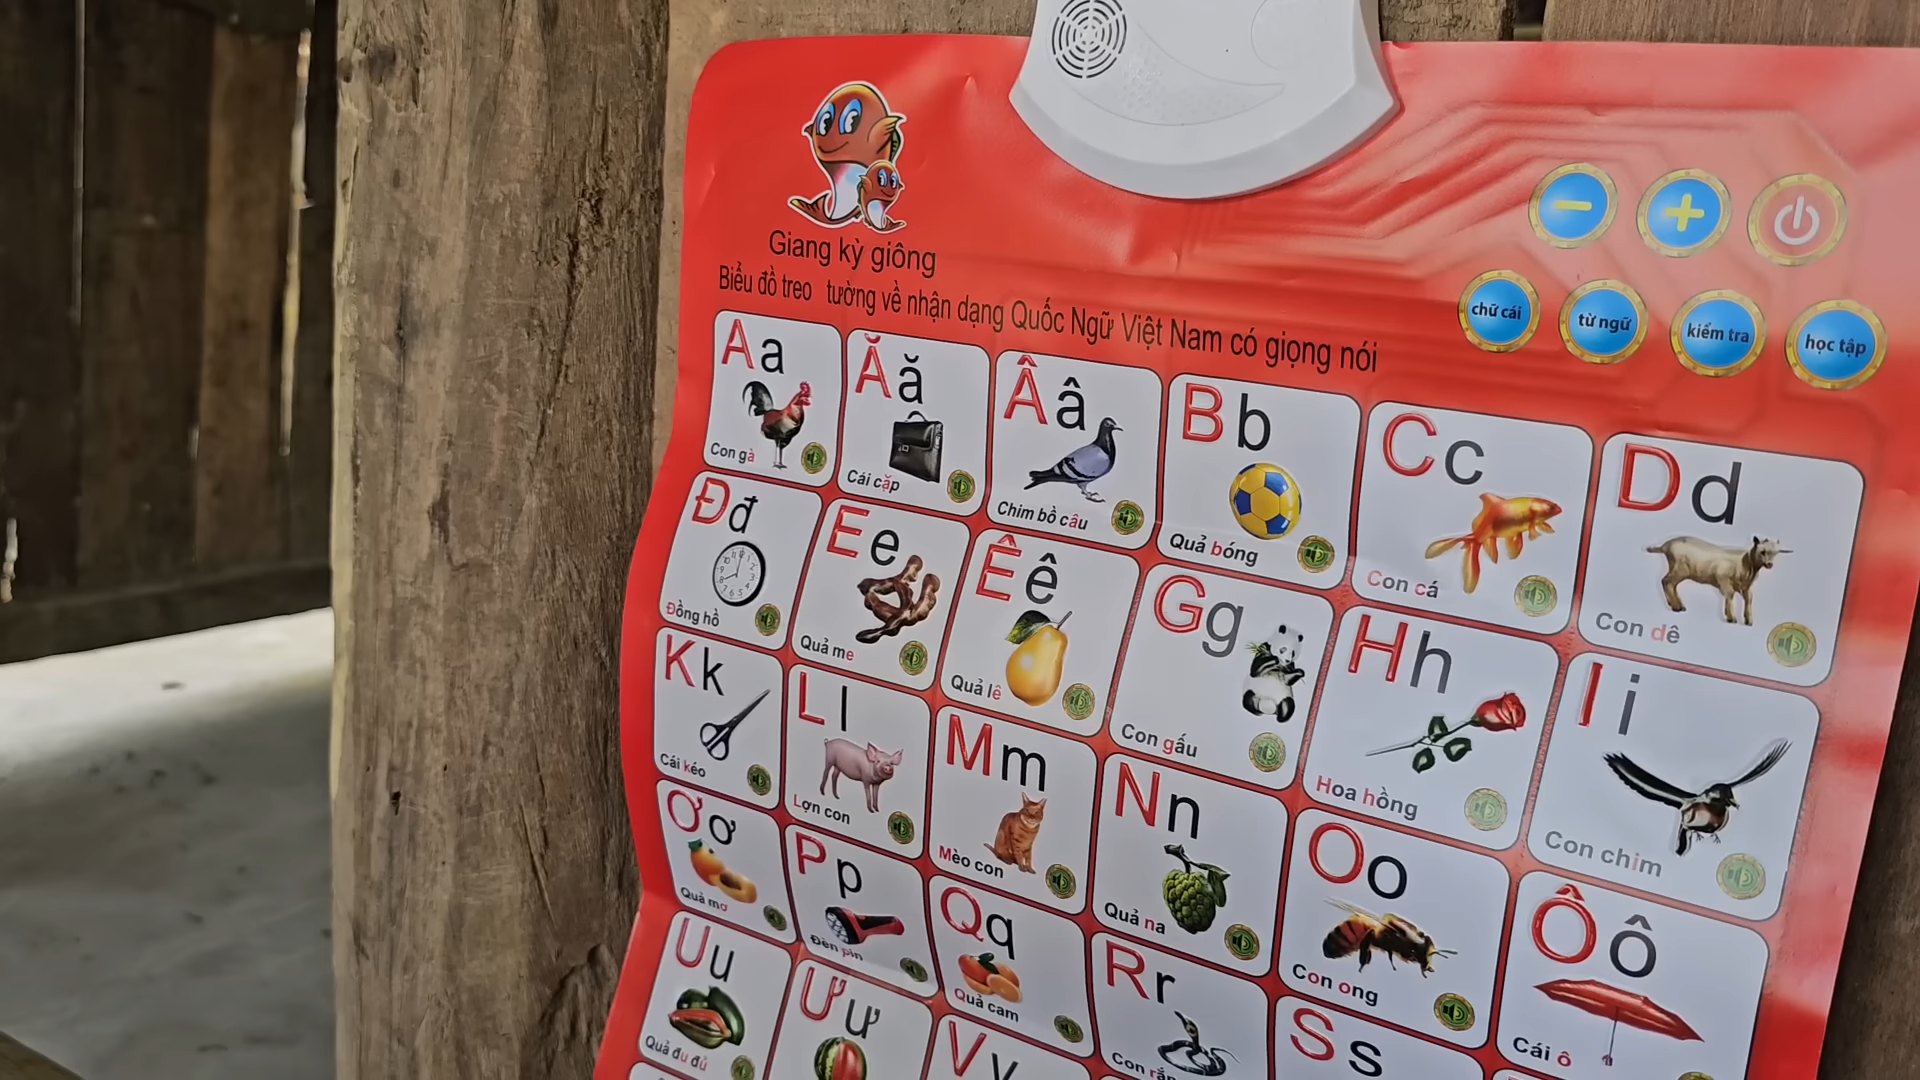 Giang kỳ giông
Biểu đồ treo tường về nhận dạng Quốc Ngữ Việt Nam có giọng nói
chữ cái
từ ngữ
kiểm tra
học tập
A a
Con gà
Ă ă
Cái cặp
Â â
Chim bồ câu
B b
Quả bóng
C c
Con cá
D d
Con dê
Đ đ
Đồng hồ
E e
Quả me
Ê ê
Quả lê
G g
Con gấu
H h
Hoa hồng
I i
Con chim
K k
Cái kéo
L l
Lợn con
M m
Mèo con
N n
Quả na
O o
Con ong
Ô ô
Cái ô
Ơ ơ
Quả mơ
P p
Đèn pin
Q q
Quả cam
R r
Con rắn
S s
U u
Quả đu đủ
Ư ư
V v